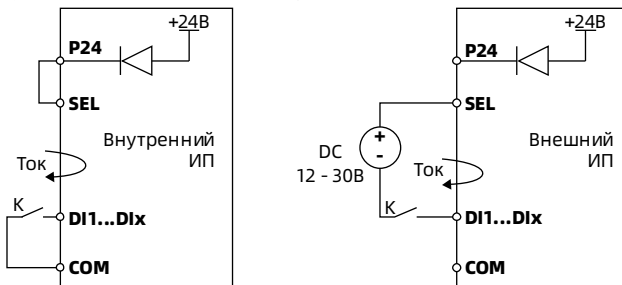 +24В
P24
SEL
Внутренний
ИП
Ток
K
DI1...DIx
COM
+24В
P24
SEL
+
-
DC
12 - 30В
Внешний
ИП
Ток
K
DI1...DIx
COM